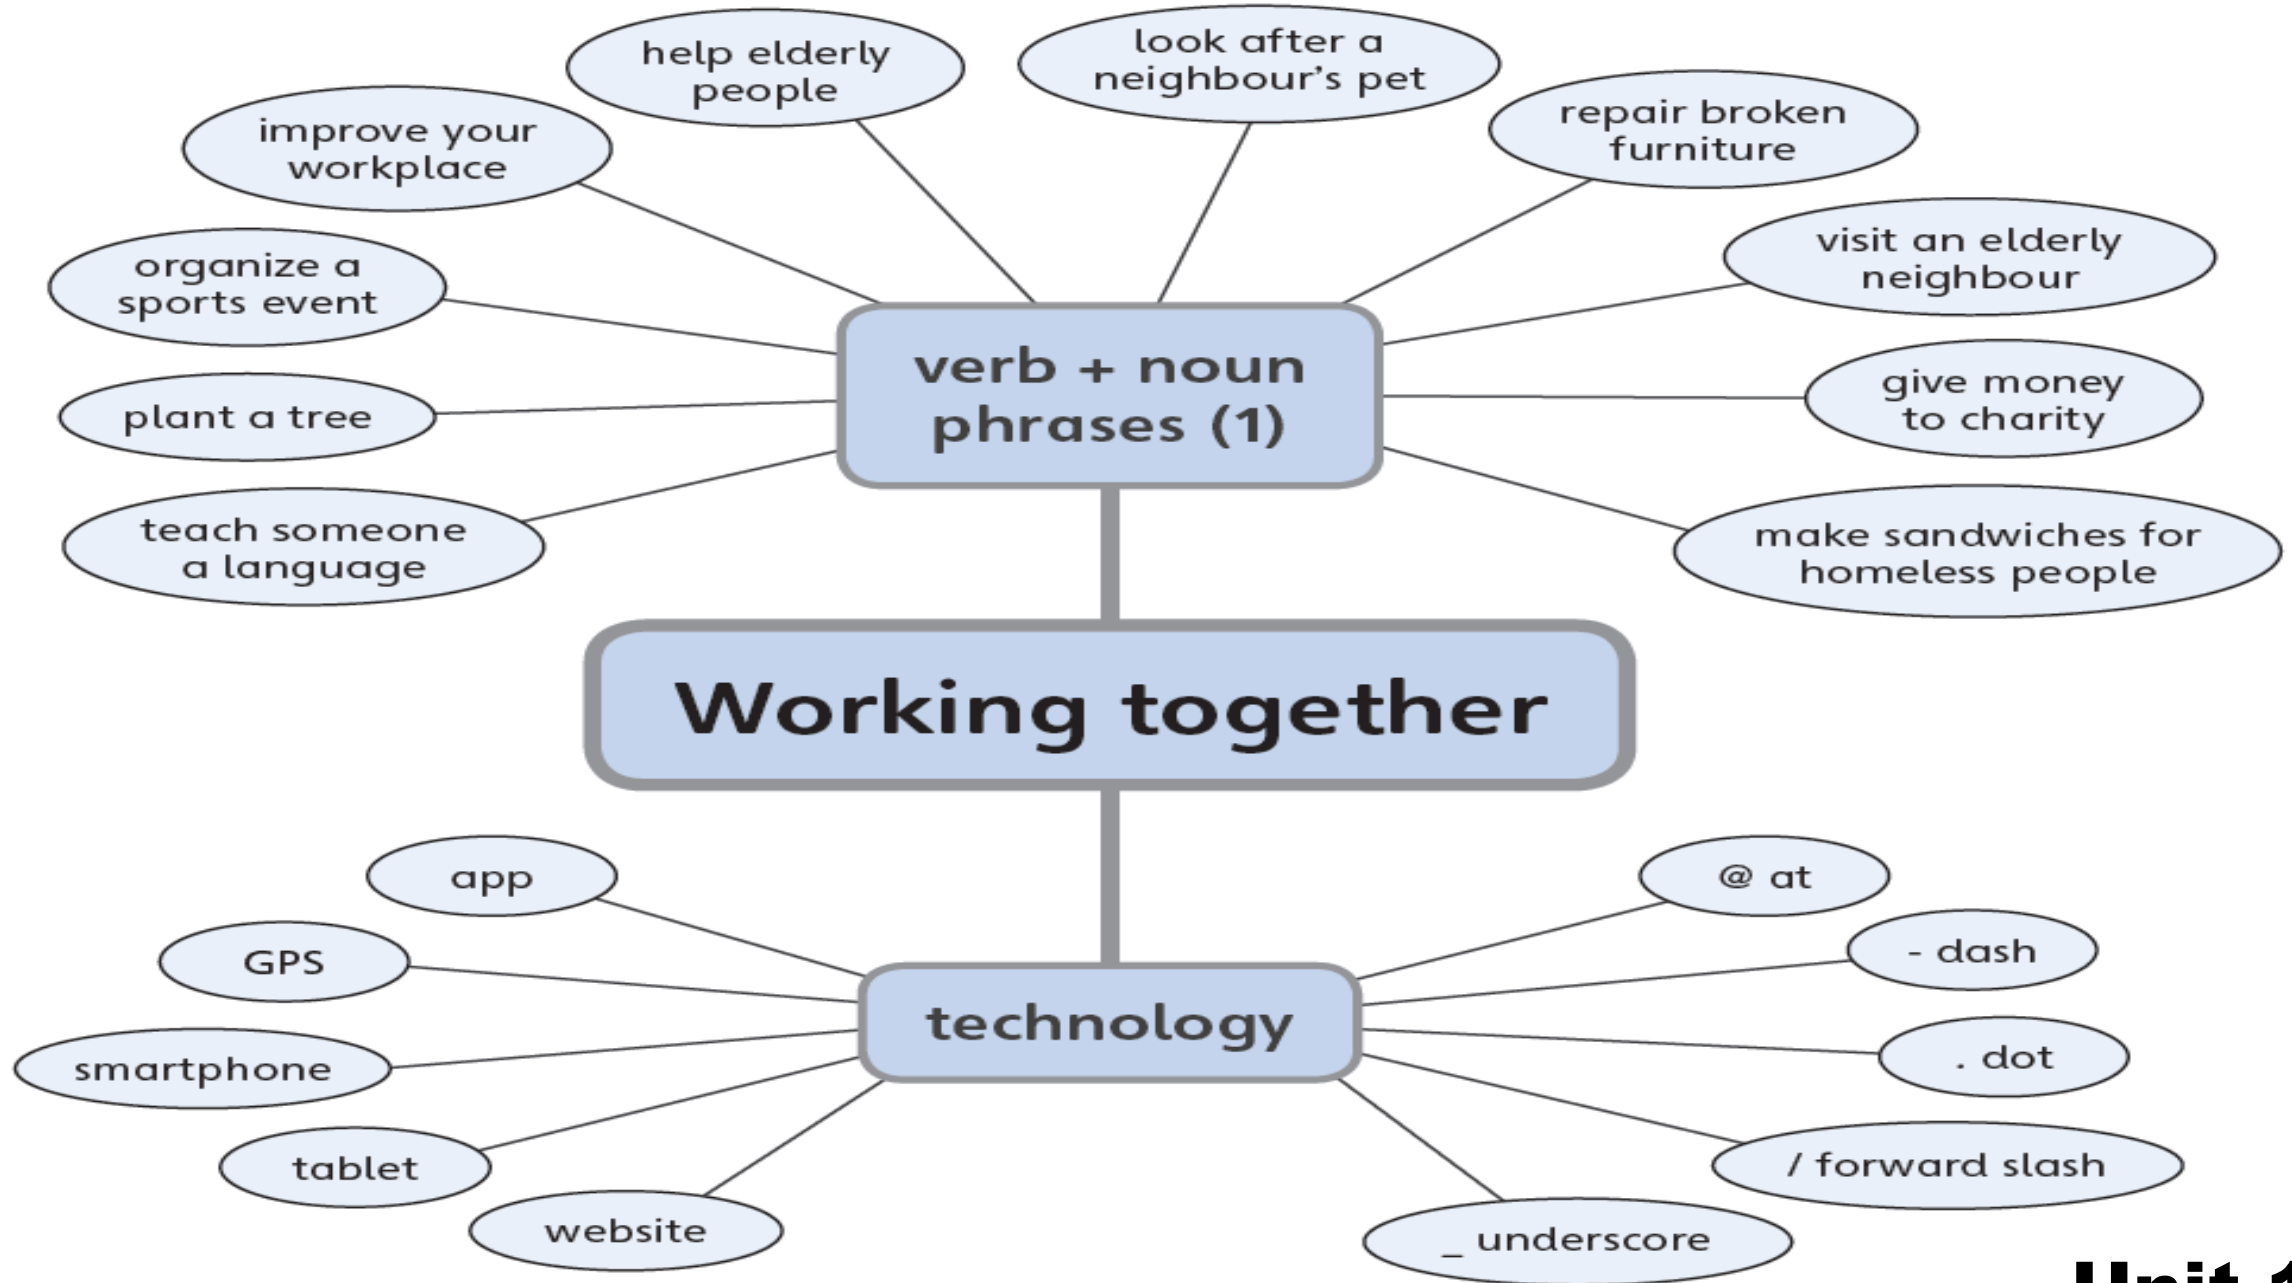 help elderly
people
look after a
neighbour's pet
improve your
workplace
repair broken
furniture
organize a
sports event
visit an elderly
neighbour
verb + noun
phrases (1)
plant a tree
give money
to charity
teach someone
a language
make sandwiches for
homeless people
Working together
app
@ at
GPS
- dash
technology
smartphone
. dot
tablet
/ forward slash
website
_ underscore
Unit